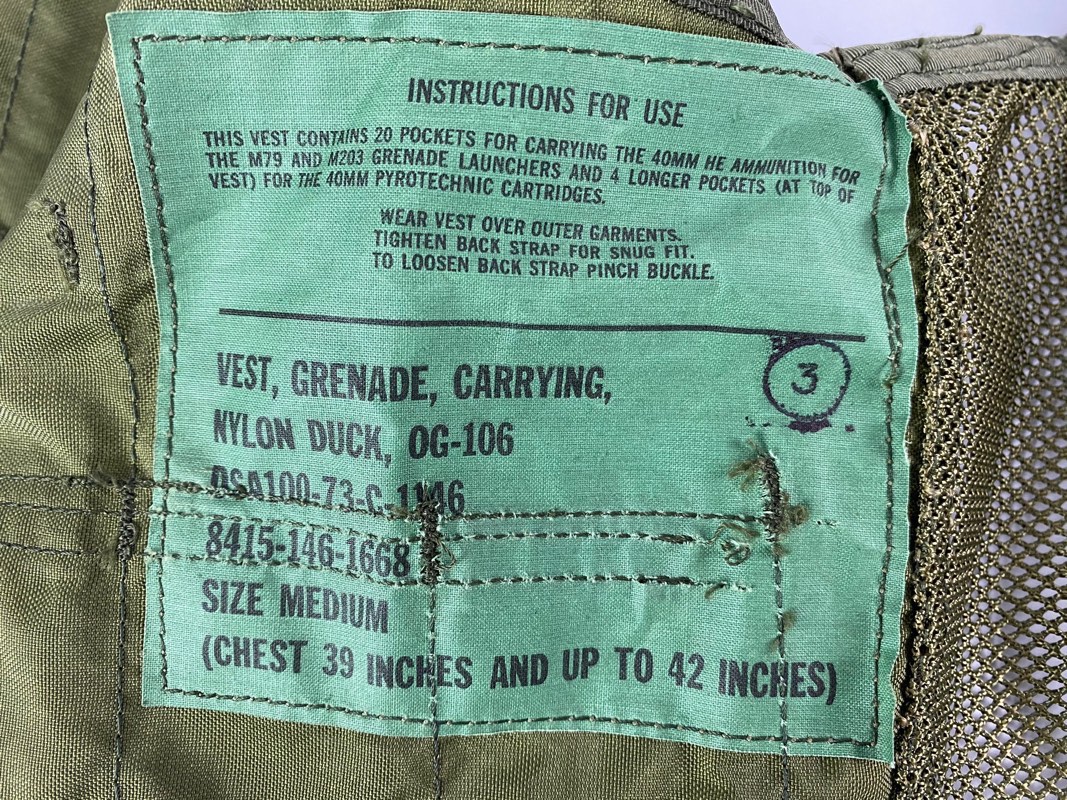 INSTRUCTIONS FOR USE
THIS VEST CONTAINS 20 POCKETS FOR CARRYING THE 40MM HE AMMUNITION FOR
THE M79 AND M203 GRENADE LAUNCHERS AND 4 LONGER POCKETS (AT TOP OF
VEST) FOR THE 40MM PYROTECHNIC CARTRIDGES.
WEAR VEST OVER OUTER GARMENTS.
TIGHTEN BACK STRAP FOR SNUG FIT.
TO LOOSEN BACK STRAP PINCH BUCKLE.
VEST, GRENADE, CARRYING,
3
NYLON DUCK, OG-106
DSA100-73-C-1146
8415-146-1668
SIZE MEDIUM
(CHEST 39 INCHES AND UP TO 42 INCHES)